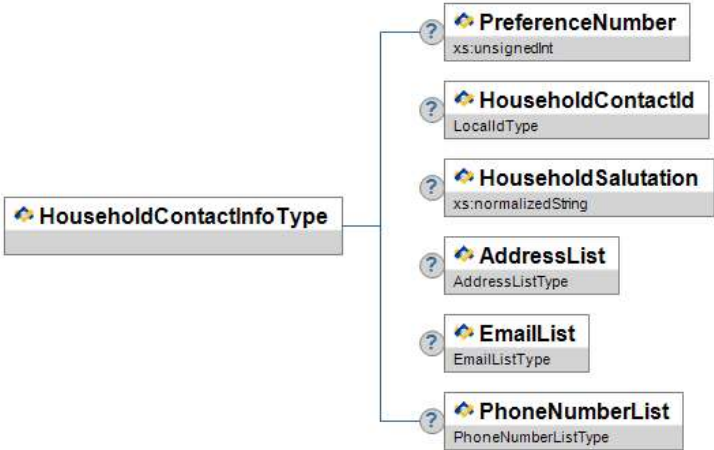 ?
PreferenceNumber
xs:unsignedInt
?
HouseholdContactId
LocalIdType
?
HouseholdSalutation
xs:normalizedString
HouseholdContactInfoType
?
AddressList
AddressListType
?
EmailList
EmailListType
?
PhoneNumberList
PhoneNumberListType